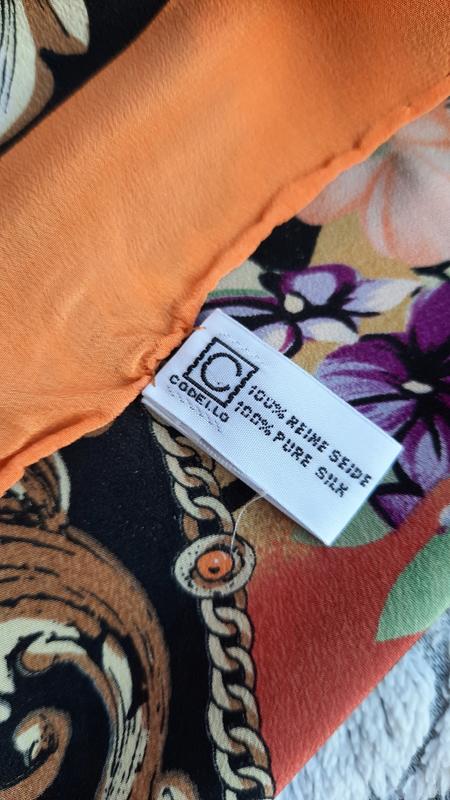 C
CODELLO
100% REINE SEIDE
100% PURE SILK